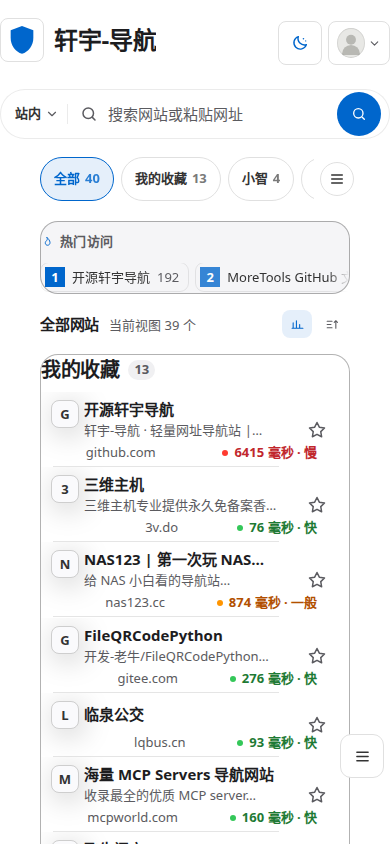 轩宇-导航
站内 搜索网站或粘贴网址
全部 40 我的收藏 13 小智 4
热门访问
1 开源轩宇导航 192 2 MoreTools GitHub
全部网站 当前视图 39 个
我的收藏 13
G 开源轩宇导航
轩宇-导航 · 轻量网址导航站 |...
github.com 6415 毫秒 · 慢
3 三维主机
三维主机专业提供永久免备案香...
3v.do 76 毫秒 · 快
N NAS123 | 第一次玩 NAS...
给 NAS 小白看的导航站...
nas123.cc 874 毫秒 · 一般
G FileQRCodePython
开发-老牛/FileQRCodePython...
gitee.com 276 毫秒 · 快
L 临泉公交
lqbus.cn 93 毫秒 · 快
M 海量 MCP Servers 导航网站
收录最全的优质 MCP server...
mcpworld.com 160 毫秒 · 快